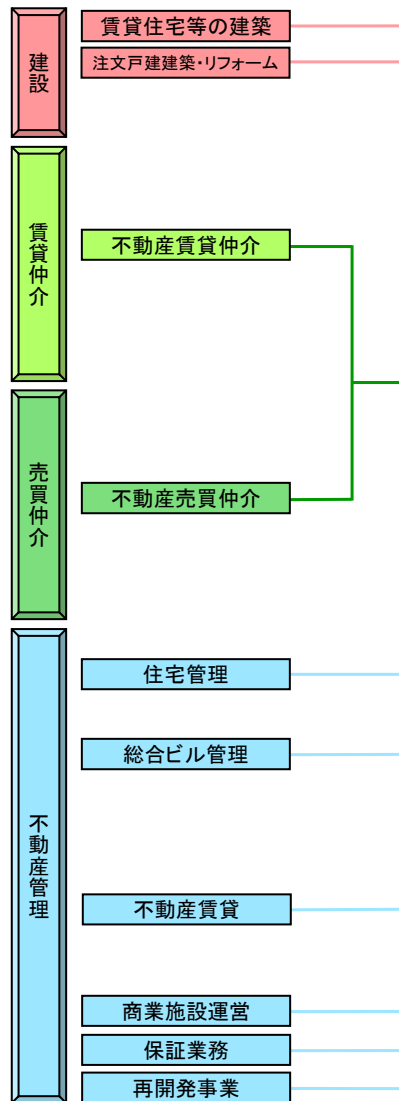 建設
賃貸住宅等の建築
注文戸建建築・リフォーム
賃貸仲介
不動産賃貸仲介
売買仲介
不動産売買仲介
不動産管理
住宅管理
総合ビル管理
不動産賃貸
商業施設運営
保証業務
再開発事業